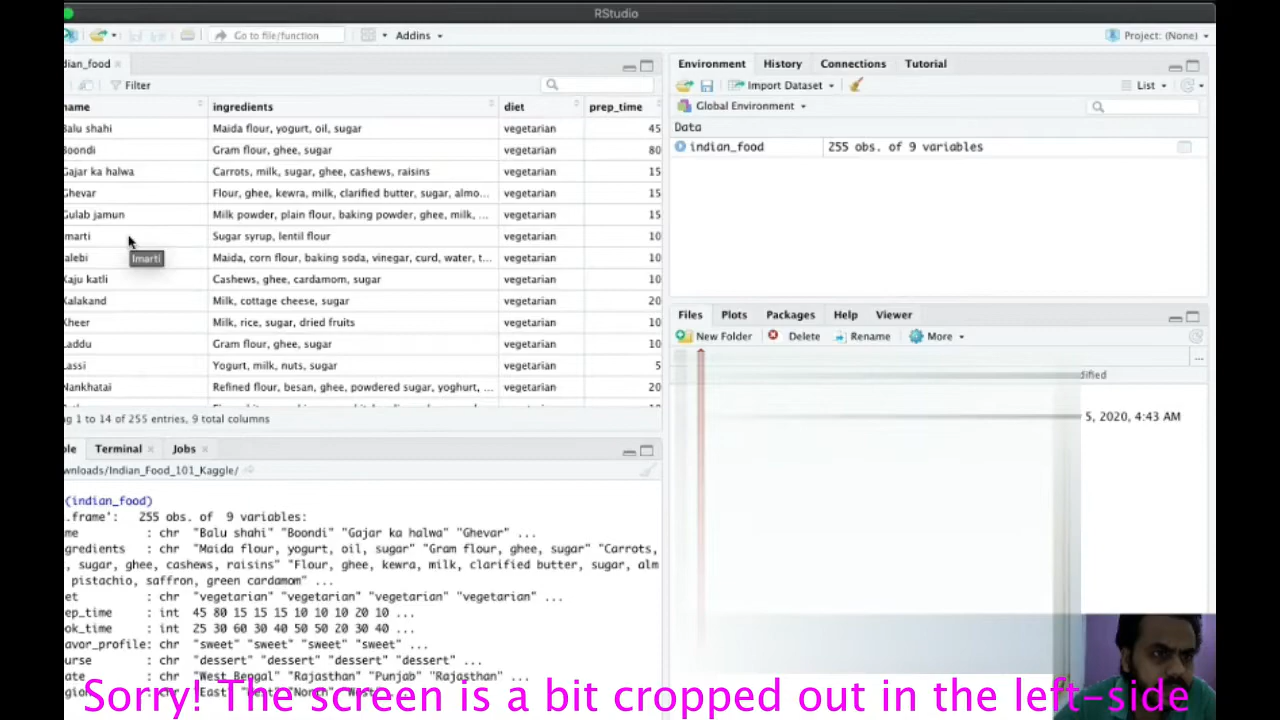 RStudio
Go to file/function
Addins
Project: (None)
dian_food
Filter
name ingredients diet prep_time
Balu shahi Maida flour, yogurt, oil, sugar vegetarian 45
Boondi Gram flour, ghee, sugar vegetarian 80
Gajar ka halwa Carrots, milk, sugar, ghee, cashews, raisins vegetarian 15
Ghevar Flour, ghee, kewra, milk, clarified butter, sugar, almo... vegetarian 15
Gulab jamun Milk powder, plain flour, baking powder, ghee, milk, ... vegetarian 15
Imarti Sugar syrup, lentil flour vegetarian 10
Imarti
alebi Maida, corn flour, baking soda, vinegar, curd, water, t... vegetarian 10
Kaju katli Cashews, ghee, cardamom, sugar vegetarian 10
Kalakand Milk, cottage cheese, sugar vegetarian 20
Kheer Milk, rice, sugar, dried fruits vegetarian 10
Laddu Gram flour, ghee, sugar vegetarian 10
Lassi Yogurt, milk, nuts, sugar vegetarian 5
Nankhatai Refined flour, besan, ghee, powdered sugar, yoghurt, ... vegetarian 20
g 1 to 14 of 255 entries, 9 total columns
ole Terminal Jobs
wnloads/Indian_Food_101_Kaggle/
(indian_food)
.frame': 255 obs. of 9 variables:
me : chr "Balu shahi" "Boondi" "Gajar ka halwa" "Ghevar" ...
gredients : chr "Maida flour, yogurt, oil, sugar" "Gram flour, ghee, sugar" "Carrots,
, sugar, ghee, cashews, raisins" "Flour, ghee, kewra, milk, clarified butter, sugar, alm
pistachio, saffron, green cardamom" ...
et : chr "vegetarian" "vegetarian" "vegetarian" "vegetarian" ...
ep_time : int 45 80 15 15 15 10 10 10 20 10 ...
ok_time : int 25 30 60 30 40 50 50 20 30 40 ...
avor_profile: chr "sweet" "sweet" "sweet" "sweet" ...
urse : chr "dessert" "dessert" "dessert" "dessert" ...
ate : chr "West Bengal" "Rajasthan" "Punjab" "Rajasthan" ...
gion : chr "East" "West" "North" "West"
Environment History Connections Tutorial
Import Dataset List
Global Environment
Data
indian_food 255 obs. of 9 variables
Files Plots Packages Help Viewer
New Folder Delete Rename More
...
dified
5, 2020, 4:43 AM
Sorry! The screen is a bit cropped out in the left-side